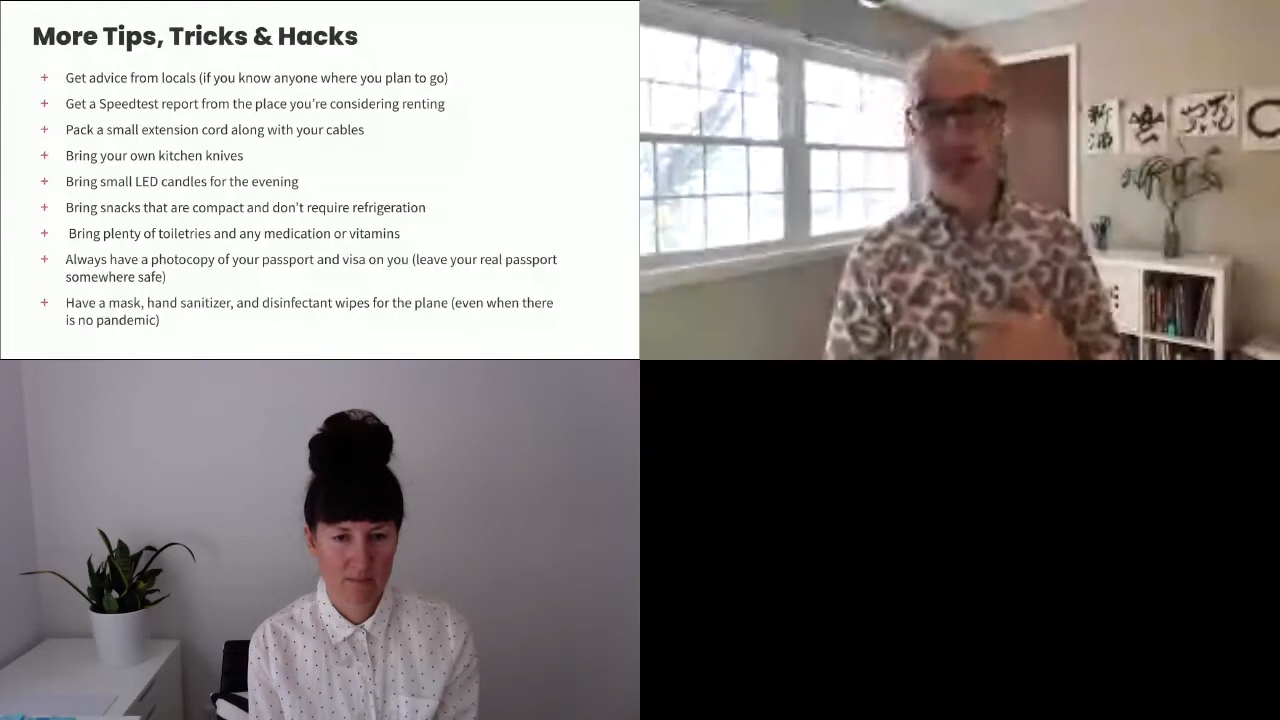 More Tips, Tricks & Hacks
+ Get advice from locals (if you know anyone where you plan to go)
+ Get a Speedtest report from the place you're considering renting
+ Pack a small extension cord along with your cables
+ Bring your own kitchen knives
+ Bring small LED candles for the evening
+ Bring snacks that are compact and don't require refrigeration
+ Bring plenty of toiletries and any medication or vitamins
+ Always have a photocopy of your passport and visa on you (leave your real passport
somewhere safe)
+ Have a mask, hand sanitizer, and disinfectant wipes for the plane (even when there
is no pandemic)